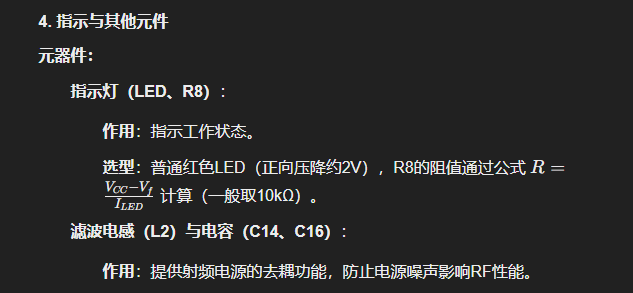 4. 指示与其他元件
元器件：
指示灯（LED、R8）：
作用：指示工作状态。
选型：普通红色LED（正向压降约2V），R8的阻值通过公式 R =
\frac{V_{CC}-V_f}{I_{LED}} 计算（一般取10kΩ）。
滤波电感（L2）与电容（C14、C16）：
作用：提供射频电源的去耦功能，防止电源噪声影响RF性能。